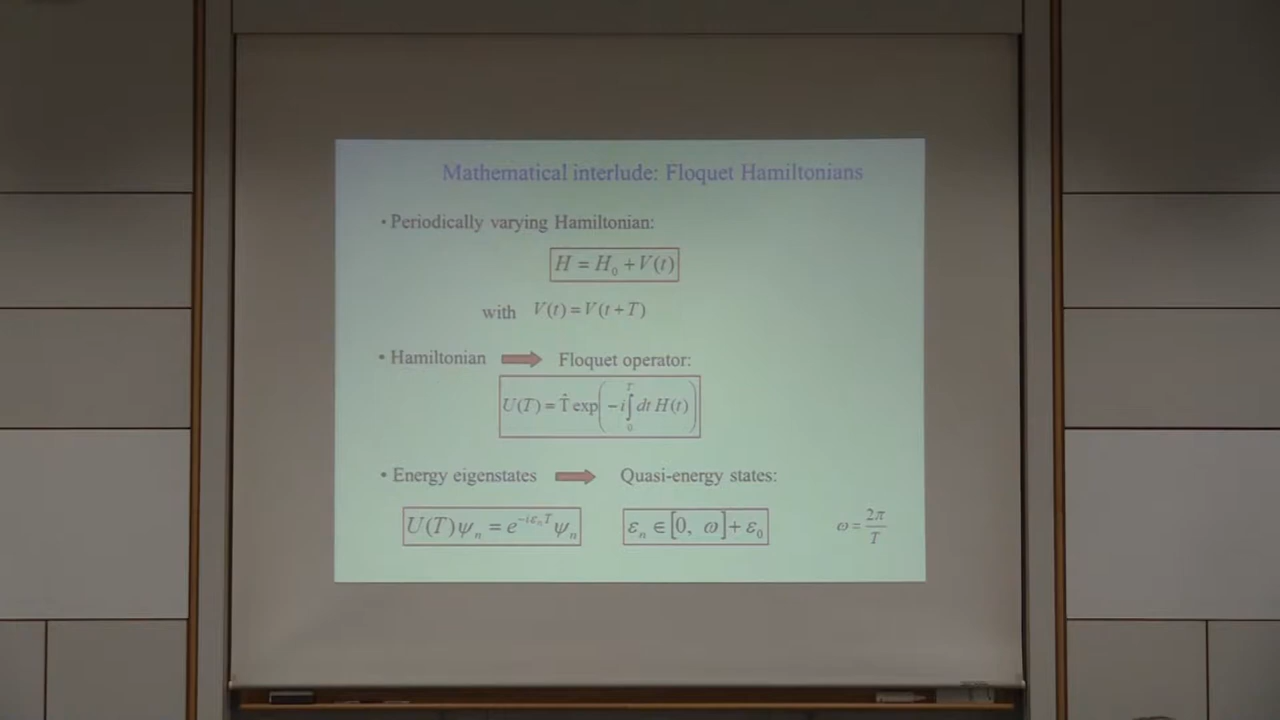 Mathematical interlude: Floquet Hamiltonians
• Periodically varying Hamiltonian:
H = H₀ + V(t)
with V(t) = V(t + T)
• Hamiltonian ➡ Floquet operator:
U(T) = T̂ exp( −i ∫₀ᵀ dt H(t) )
• Energy eigenstates ➡ Quasi-energy states:
U(T)ψₙ = e^{−iεₙT} ψₙ   εₙ ∈ [0, ω] + ε₀   ω = 2π/T